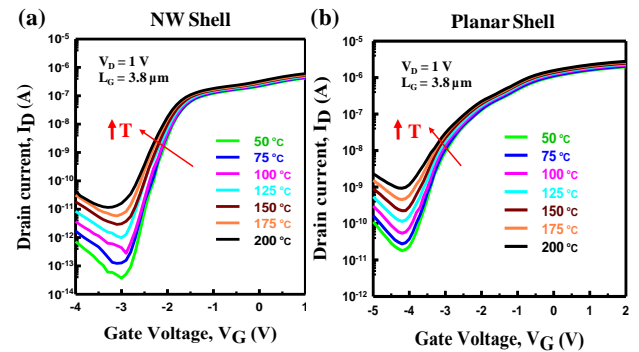 (a) NW Shell
V_D = 1 V
L_G = 3.8 µm
T
50 °C
75 °C
100 °C
125 °C
150 °C
175 °C
200 °C
10^-5
10^-6
10^-7
10^-8
10^-9
10^-10
10^-11
10^-12
10^-13
10^-14
Drain current, I_D (A)
-4 -3 -2 -1 0 1
Gate Voltage, V_G (V)
(b) Planar Shell
V_D = 1 V
L_G = 3.8 µm
T
50 °C
75 °C
100 °C
125 °C
150 °C
175 °C
200 °C
10^-5
10^-6
10^-7
10^-8
10^-9
10^-10
10^-11
10^-12
Drain current, I_D (A)
-5 -4 -3 -2 -1 0 1 2
Gate Voltage, V_G (V)